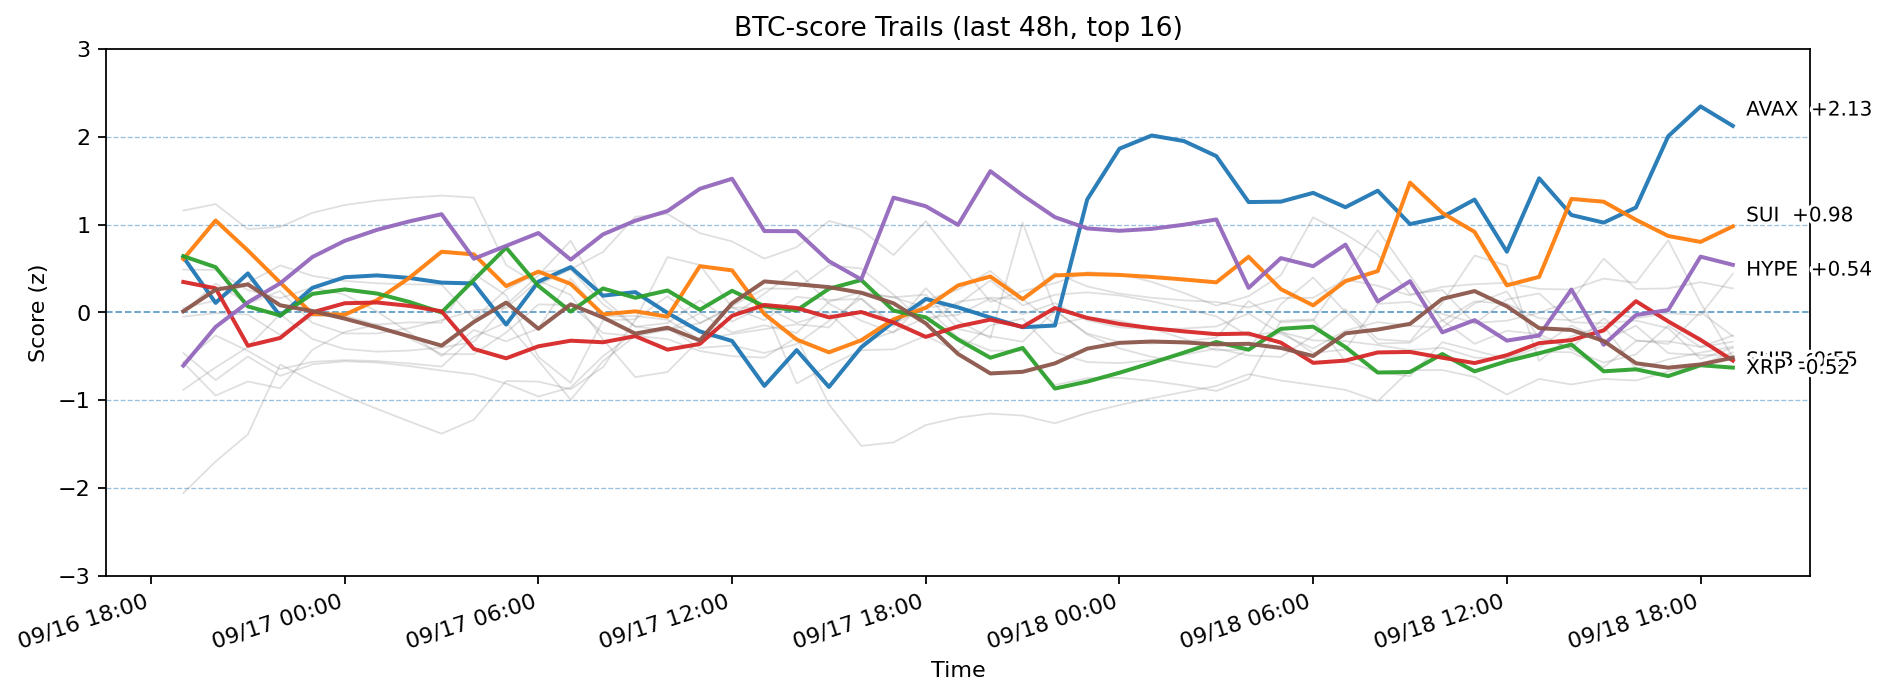 BTC-score Trails (last 48h, top 16)
Score (z)
3
2
1
0
−1
−2
−3
AVAX +2.13
SUI +0.98
HYPE +0.54
XRP -0.52
09/16 18:00
09/17 00:00
09/17 06:00
09/17 12:00
09/17 18:00
09/18 00:00
09/18 06:00
09/18 12:00
09/18 18:00
Time